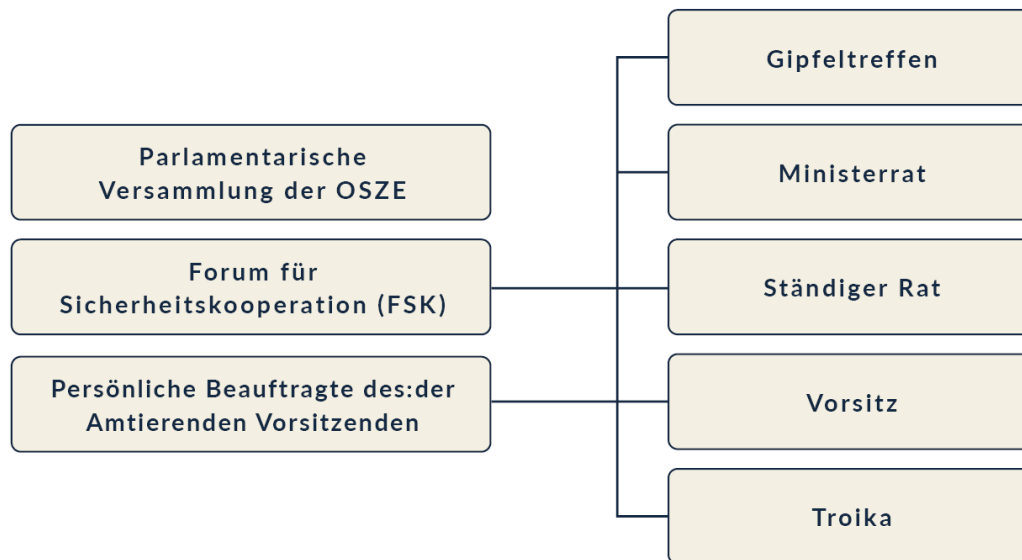 Parlamentarische
Versammlung der OSZE
Forum für
Sicherheitskooperation (FSK)
Persönliche Beauftragte des:der
Amtierenden Vorsitzenden
Gipfeltreffen
Ministerrat
Ständiger Rat
Vorsitz
Troika